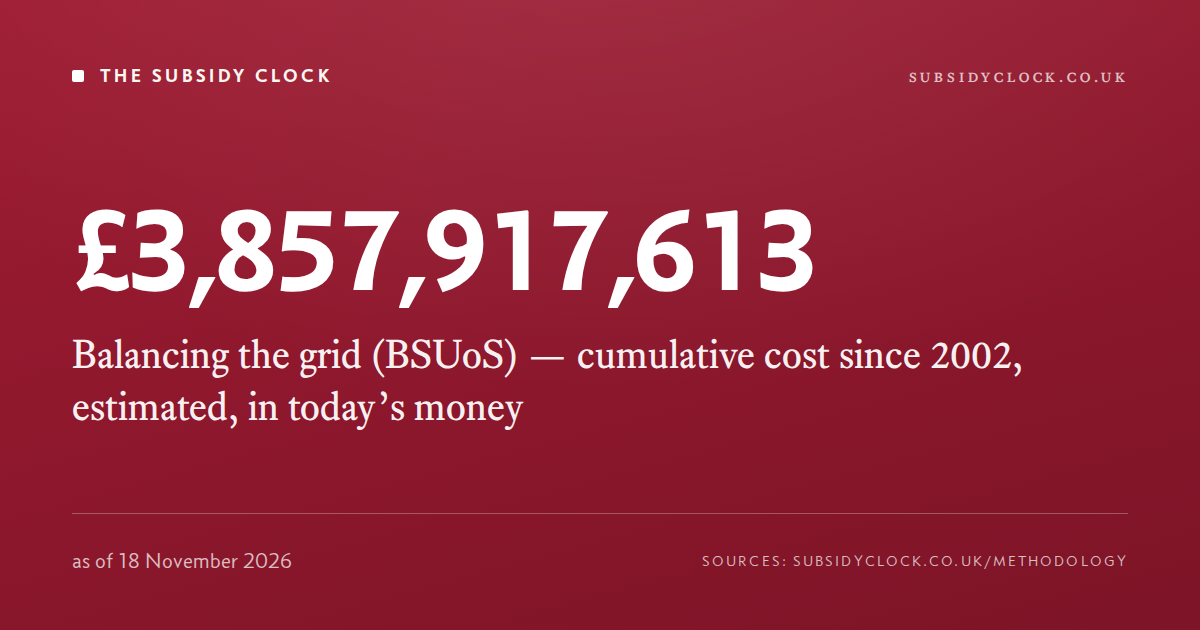 THE SUBSIDY CLOCK
SUBSIDYCLOCK.CO.UK
£3,857,917,613
Balancing the grid (BSUoS) — cumulative cost since 2002,
estimated, in today’s money
as of 18 November 2026
SOURCES: SUBSIDYCLOCK.CO.UK/METHODOLOGY